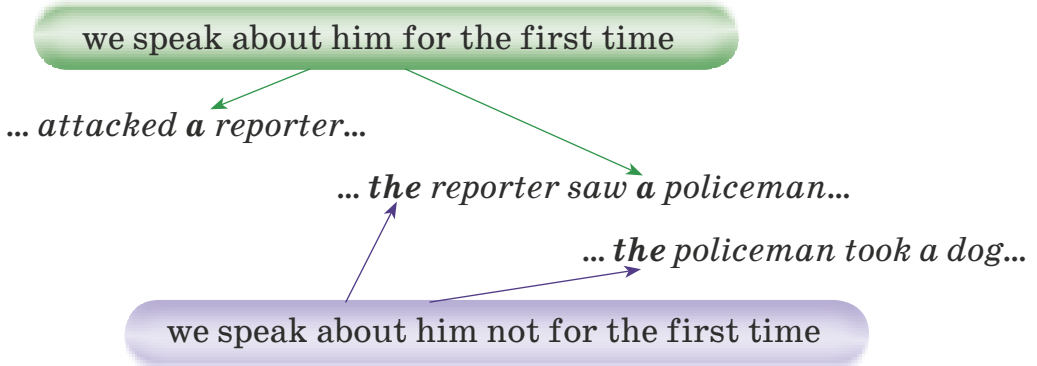 we speak about him for the first time
... attacked a reporter...
... the reporter saw a policeman...
... the policeman took a dog...
we speak about him not for the first time